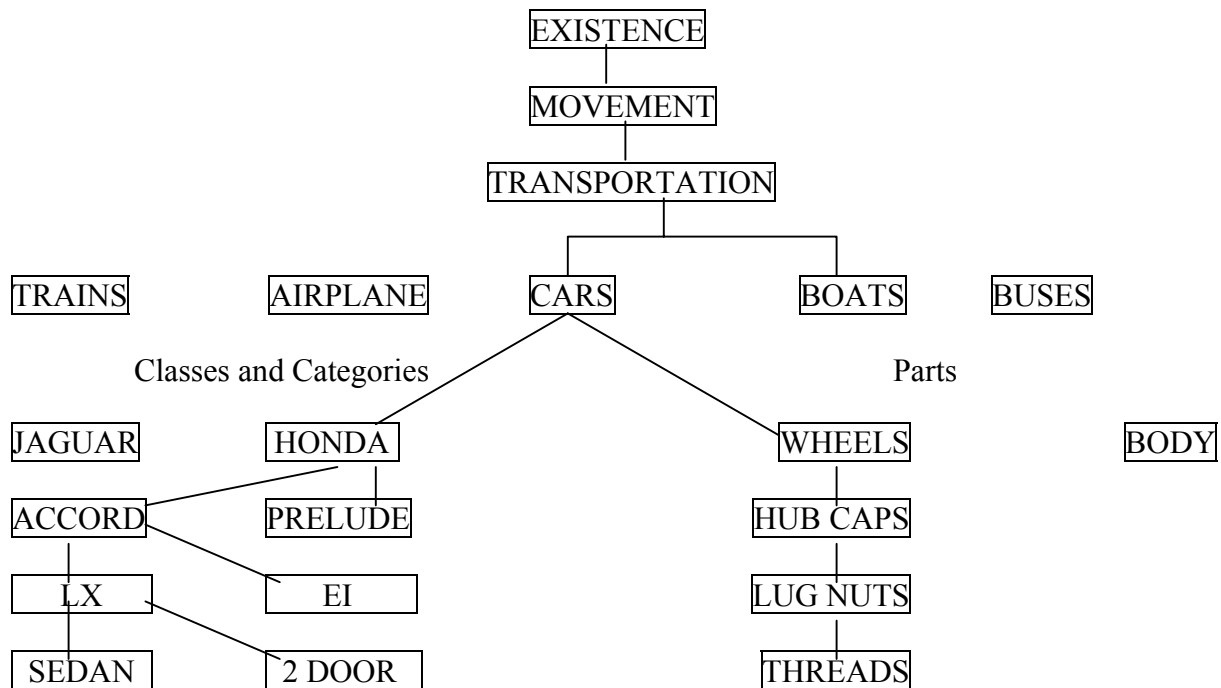 EXISTENCE
MOVEMENT
TRANSPORTATION
TRAINS AIRPLANE CARS BOATS BUSES
Classes and Categories Parts
JAGUAR HONDA WHEELS BODY
ACCORD PRELUDE HUB CAPS
LX EI LUG NUTS
SEDAN 2 DOOR THREADS